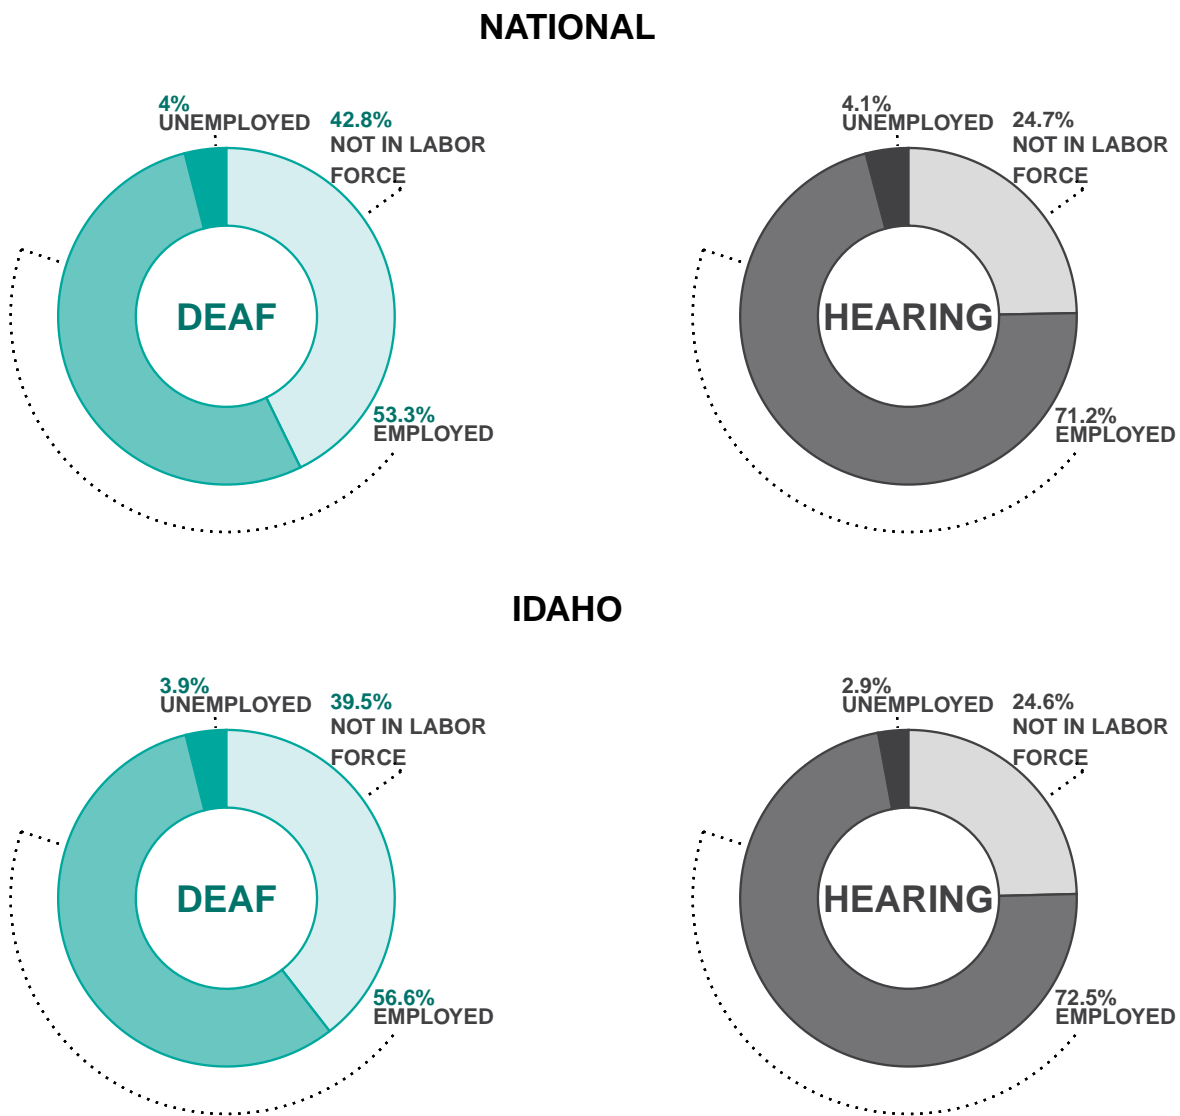 NATIONAL
4%
UNEMPLOYED
42.8%
NOT IN LABOR
FORCE
DEAF
53.3%
EMPLOYED
4.1%
UNEMPLOYED
24.7%
NOT IN LABOR
FORCE
HEARING
71.2%
EMPLOYED
IDAHO
3.9%
UNEMPLOYED
39.5%
NOT IN LABOR
FORCE
DEAF
56.6%
EMPLOYED
2.9%
UNEMPLOYED
24.6%
NOT IN LABOR
FORCE
HEARING
72.5%
EMPLOYED